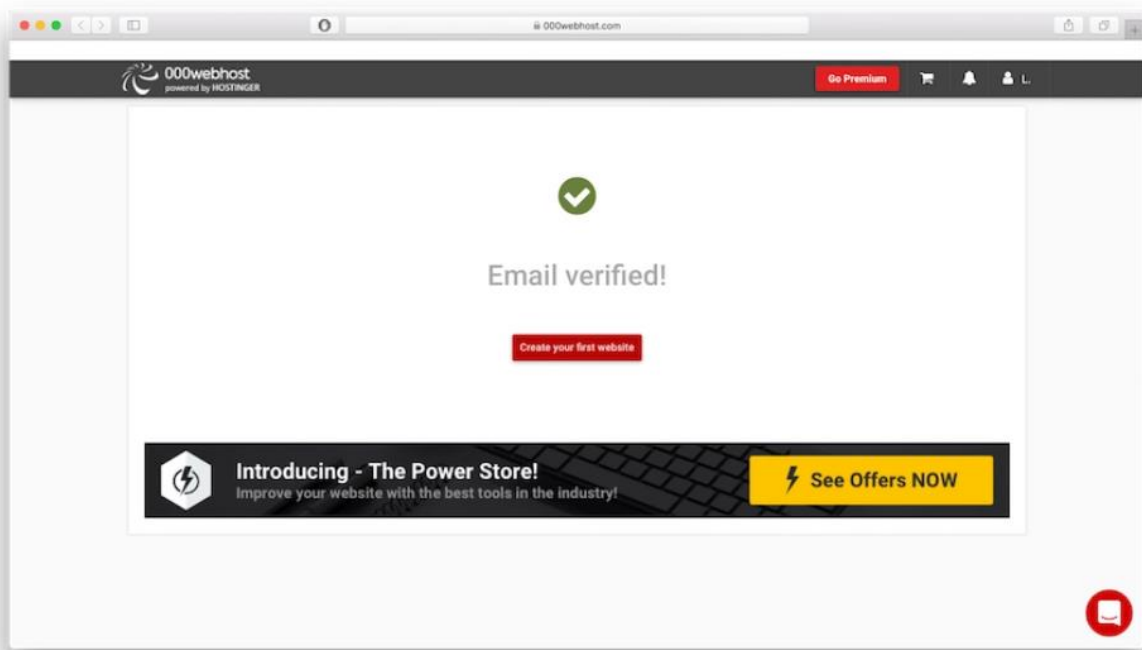 000webhost.com
000webhost
powered by HOSTINGER
Go Premium
L.
Email verified!
Create your first website
Introducing - The Power Store!
Improve your website with the best tools in the industry!
See Offers NOW